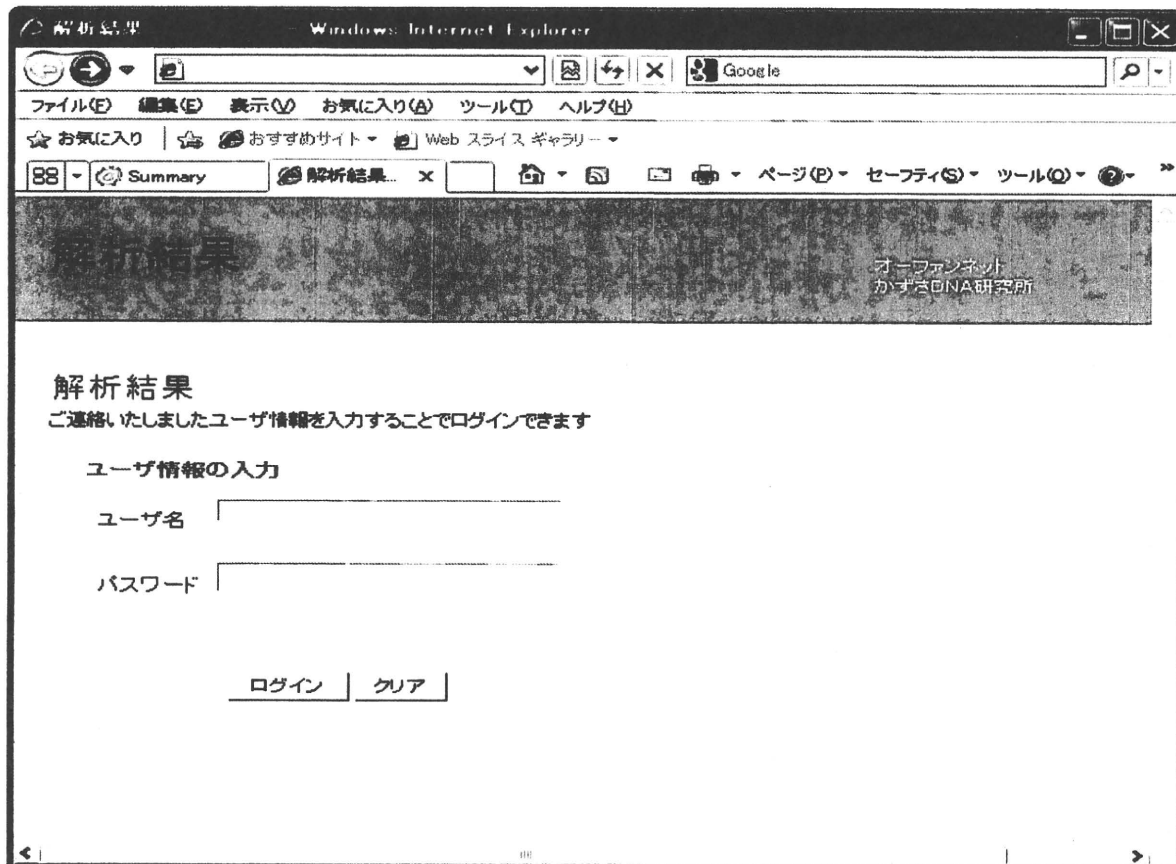 解析結果 Windows Internet Explorer
Google
ファイル(F) 編集(E) 表示(V) お気に入り(A) ツール(T) ヘルプ(H)
お気に入り おすすめサイト Web スライス ギャラリー
Summary 解析結果... ページ(P) セーフティ(S) ツール(O)
解析結果
オーファンネット
かずさDNA研究所
解析結果
ご連絡いたしましたユーザ情報を入力することでログインできます
ユーザ情報の入力
ユーザ名
パスワード
ログイン クリア